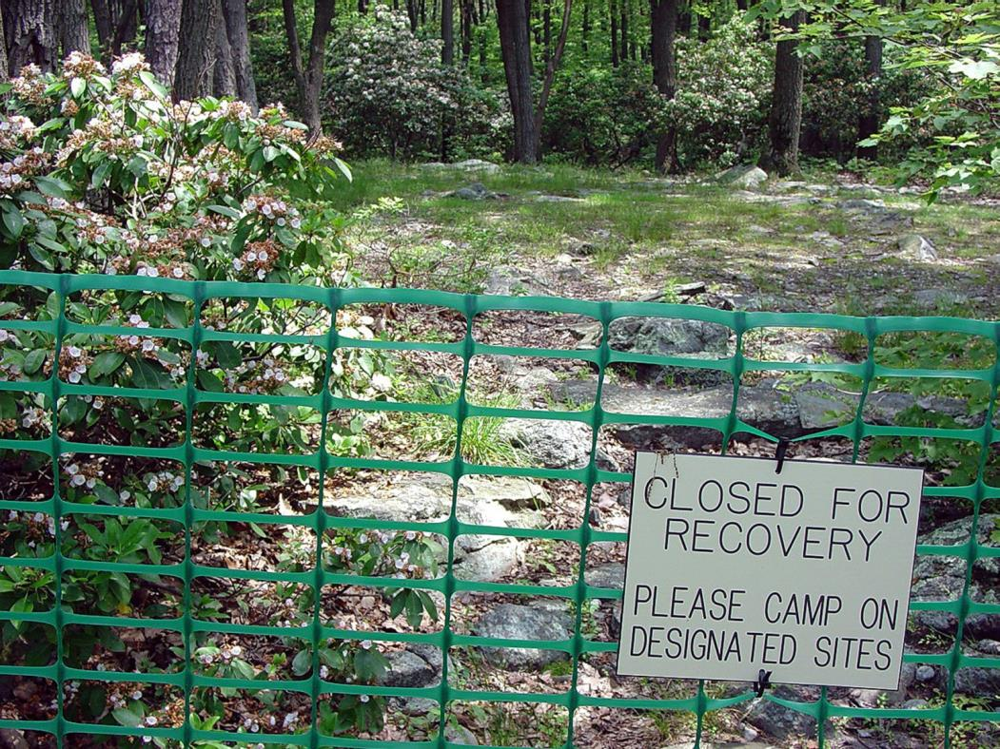 CLOSED FOR
RECOVERY
PLEASE CAMP ON
DESIGNATED SITES